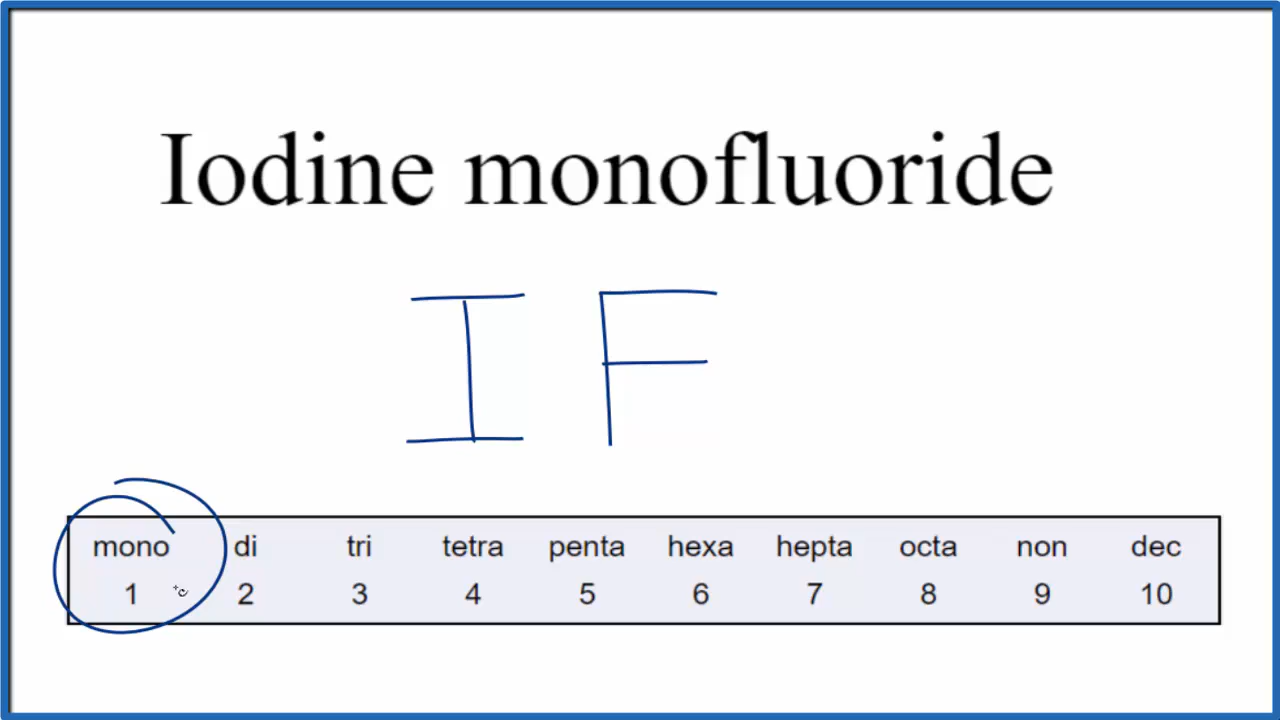 Iodine monofluoride
I F
mono di tri tetra penta hexa hepta octa non dec
1 2 3 4 5 6 7 8 9 10